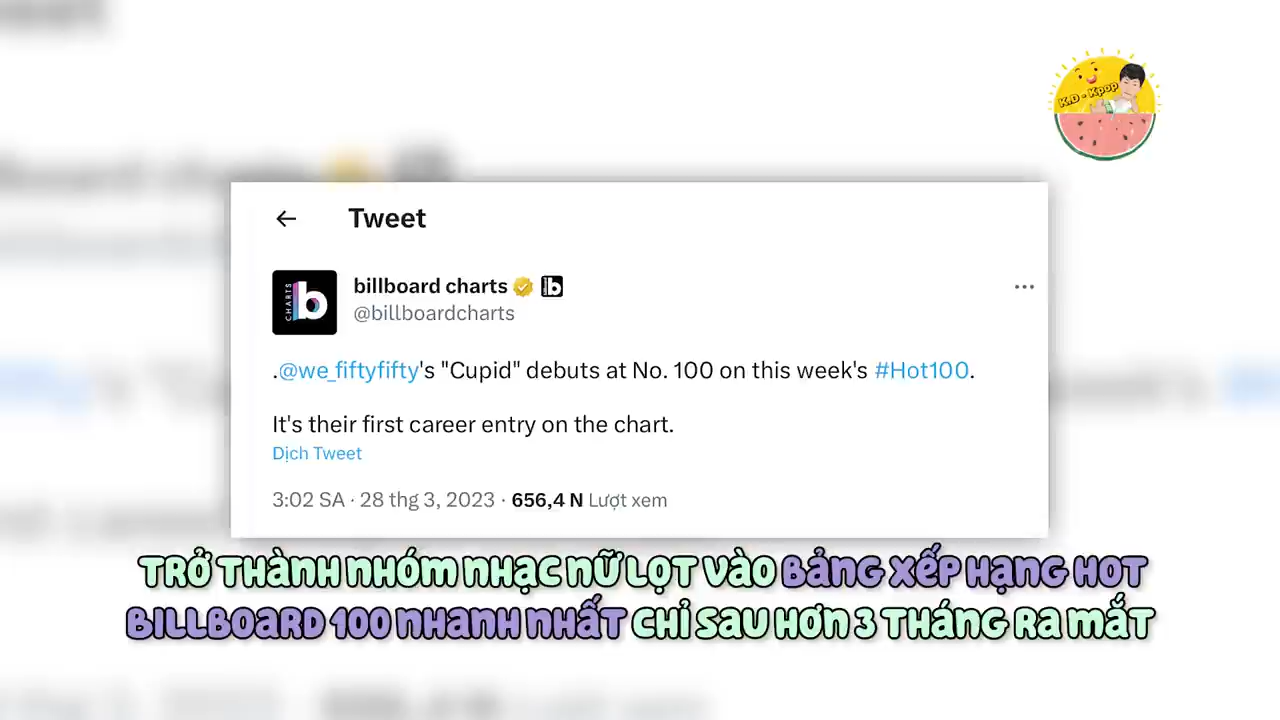 K.D - Kpop
Tweet
CHARTS b
billboard charts
@billboardcharts
.@we_fiftyfifty's "Cupid" debuts at No. 100 on this week's #Hot100.
It's their first career entry on the chart.
Dịch Tweet
3:02 SA · 28 thg 3, 2023 · 656,4 N Lượt xem
TRỞ THÀNH NHÓM NHẠC NỮ LỌT VÀO BẢNG XẾP HẠNG HOT
BILLBOARD 100 NHANH NHẤT CHỈ SAU HƠN 3 THÁNG RA MẮT